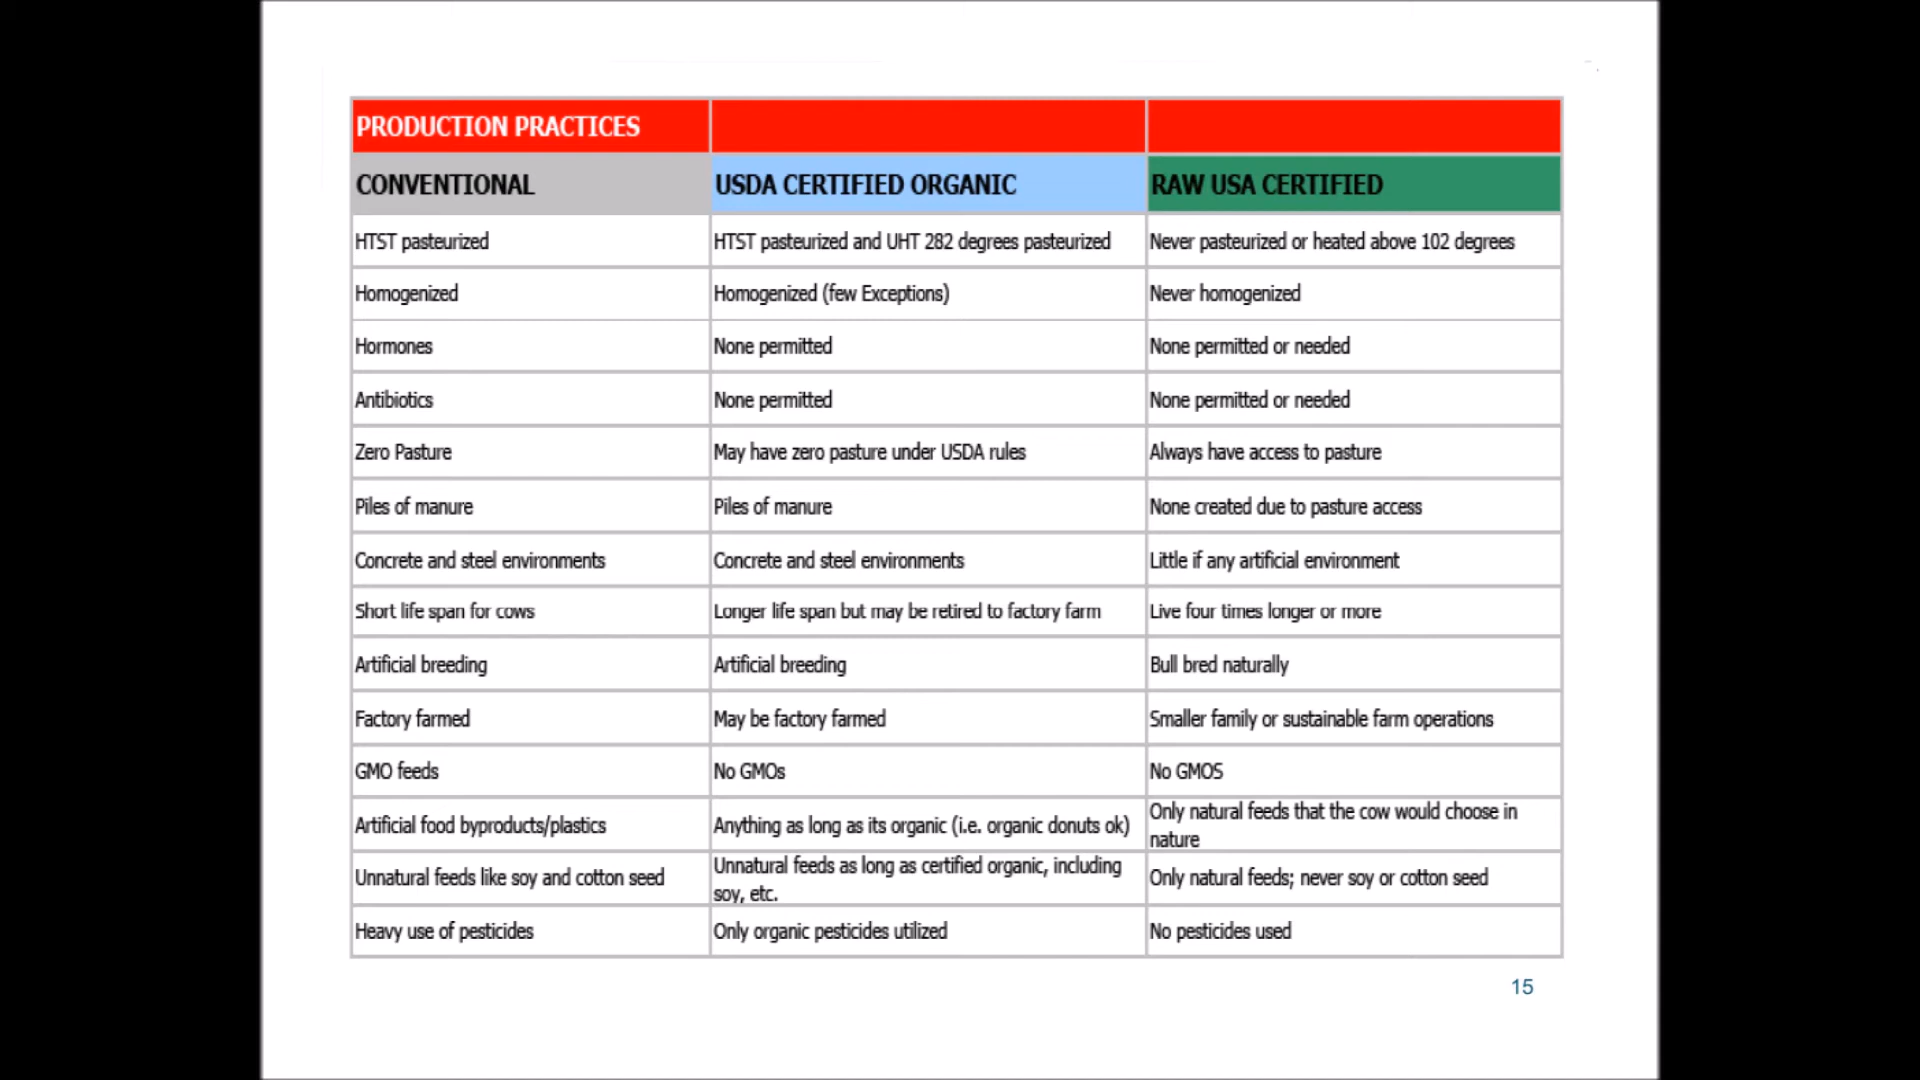 PRODUCTION PRACTICES
CONVENTIONAL
USDA CERTIFIED ORGANIC
RAW USA CERTIFIED
HTST pasteurized
HTST pasteurized and UHT 282 degrees pasteurized
Never pasteurized or heated above 102 degrees
Homogenized
Homogenized (few Exceptions)
Never homogenized
Hormones
None permitted
None permitted or needed
Antibiotics
None permitted
None permitted or needed
Zero Pasture
May have zero pasture under USDA rules
Always have access to pasture
Piles of manure
Piles of manure
None created due to pasture access
Concrete and steel environments
Concrete and steel environments
Little if any artificial environment
Short life span for cows
Longer life span but may be retired to factory farm
Live four times longer or more
Artificial breeding
Artificial breeding
Bull bred naturally
Factory farmed
May be factory farmed
Smaller family or sustainable farm operations
GMO feeds
No GMOs
No GMOS
Artificial food byproducts/plastics
Anything as long as its organic (i.e. organic donuts ok)
Only natural feeds that the cow would choose in
nature
Unnatural feeds like soy and cotton seed
Unnatural feeds as long as certified organic, including
soy, etc.
Only natural feeds; never soy or cotton seed
Heavy use of pesticides
Only organic pesticides utilized
No pesticides used
15